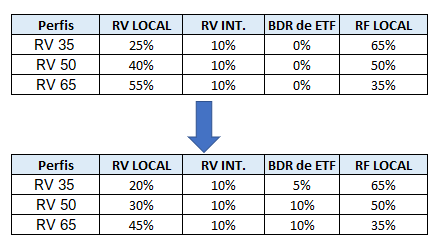 Perfis RV LOCAL RV INT. BDR de ETF RF LOCAL
RV 35 25% 10% 0% 65%
RV 50 40% 10% 0% 50%
RV 65 55% 10% 0% 35%
Perfis RV LOCAL RV INT. BDR de ETF RF LOCAL
RV 35 20% 10% 5% 65%
RV 50 30% 10% 10% 50%
RV 65 45% 10% 10% 35%